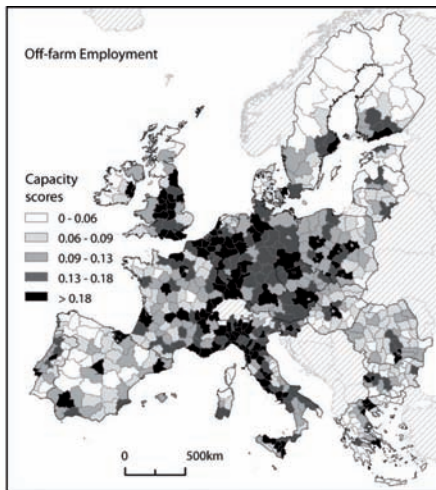 Off-farm Employment
Capacity
scores
0 - 0.06
0.06 - 0.09
0.09 - 0.13
0.13 - 0.18
> 0.18
0 500km